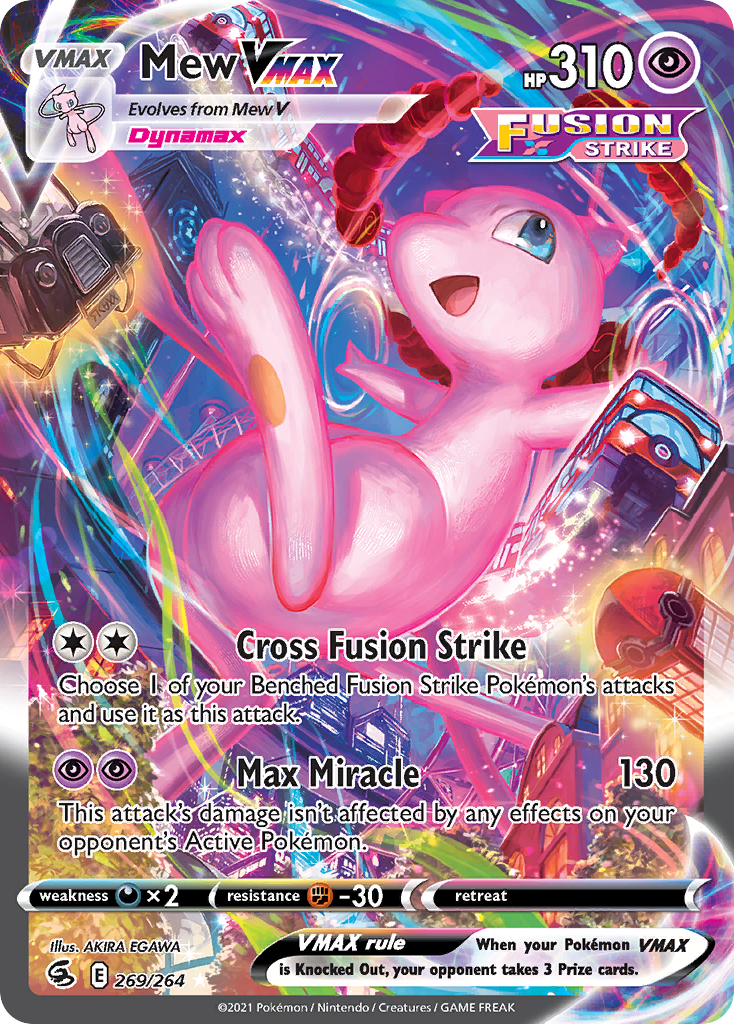 VMAX
Mew VMAX
HP310
Evolves from Mew V
Dynamax
FUSION
STRIKE
Cross Fusion Strike
Choose 1 of your Benched Fusion Strike Pokémon's attacks
and use it as this attack.
Max Miracle 130
This attack's damage isn't affected by any effects on your
opponent's Active Pokémon.
weakness ×2 resistance -30 retreat
Illus. AKIRA EGAWA
VMAX rule When your Pokémon VMAX
is Knocked Out, your opponent takes 3 Prize cards.
E 269/264
©2021 Pokémon / Nintendo / Creatures / GAME FREAK